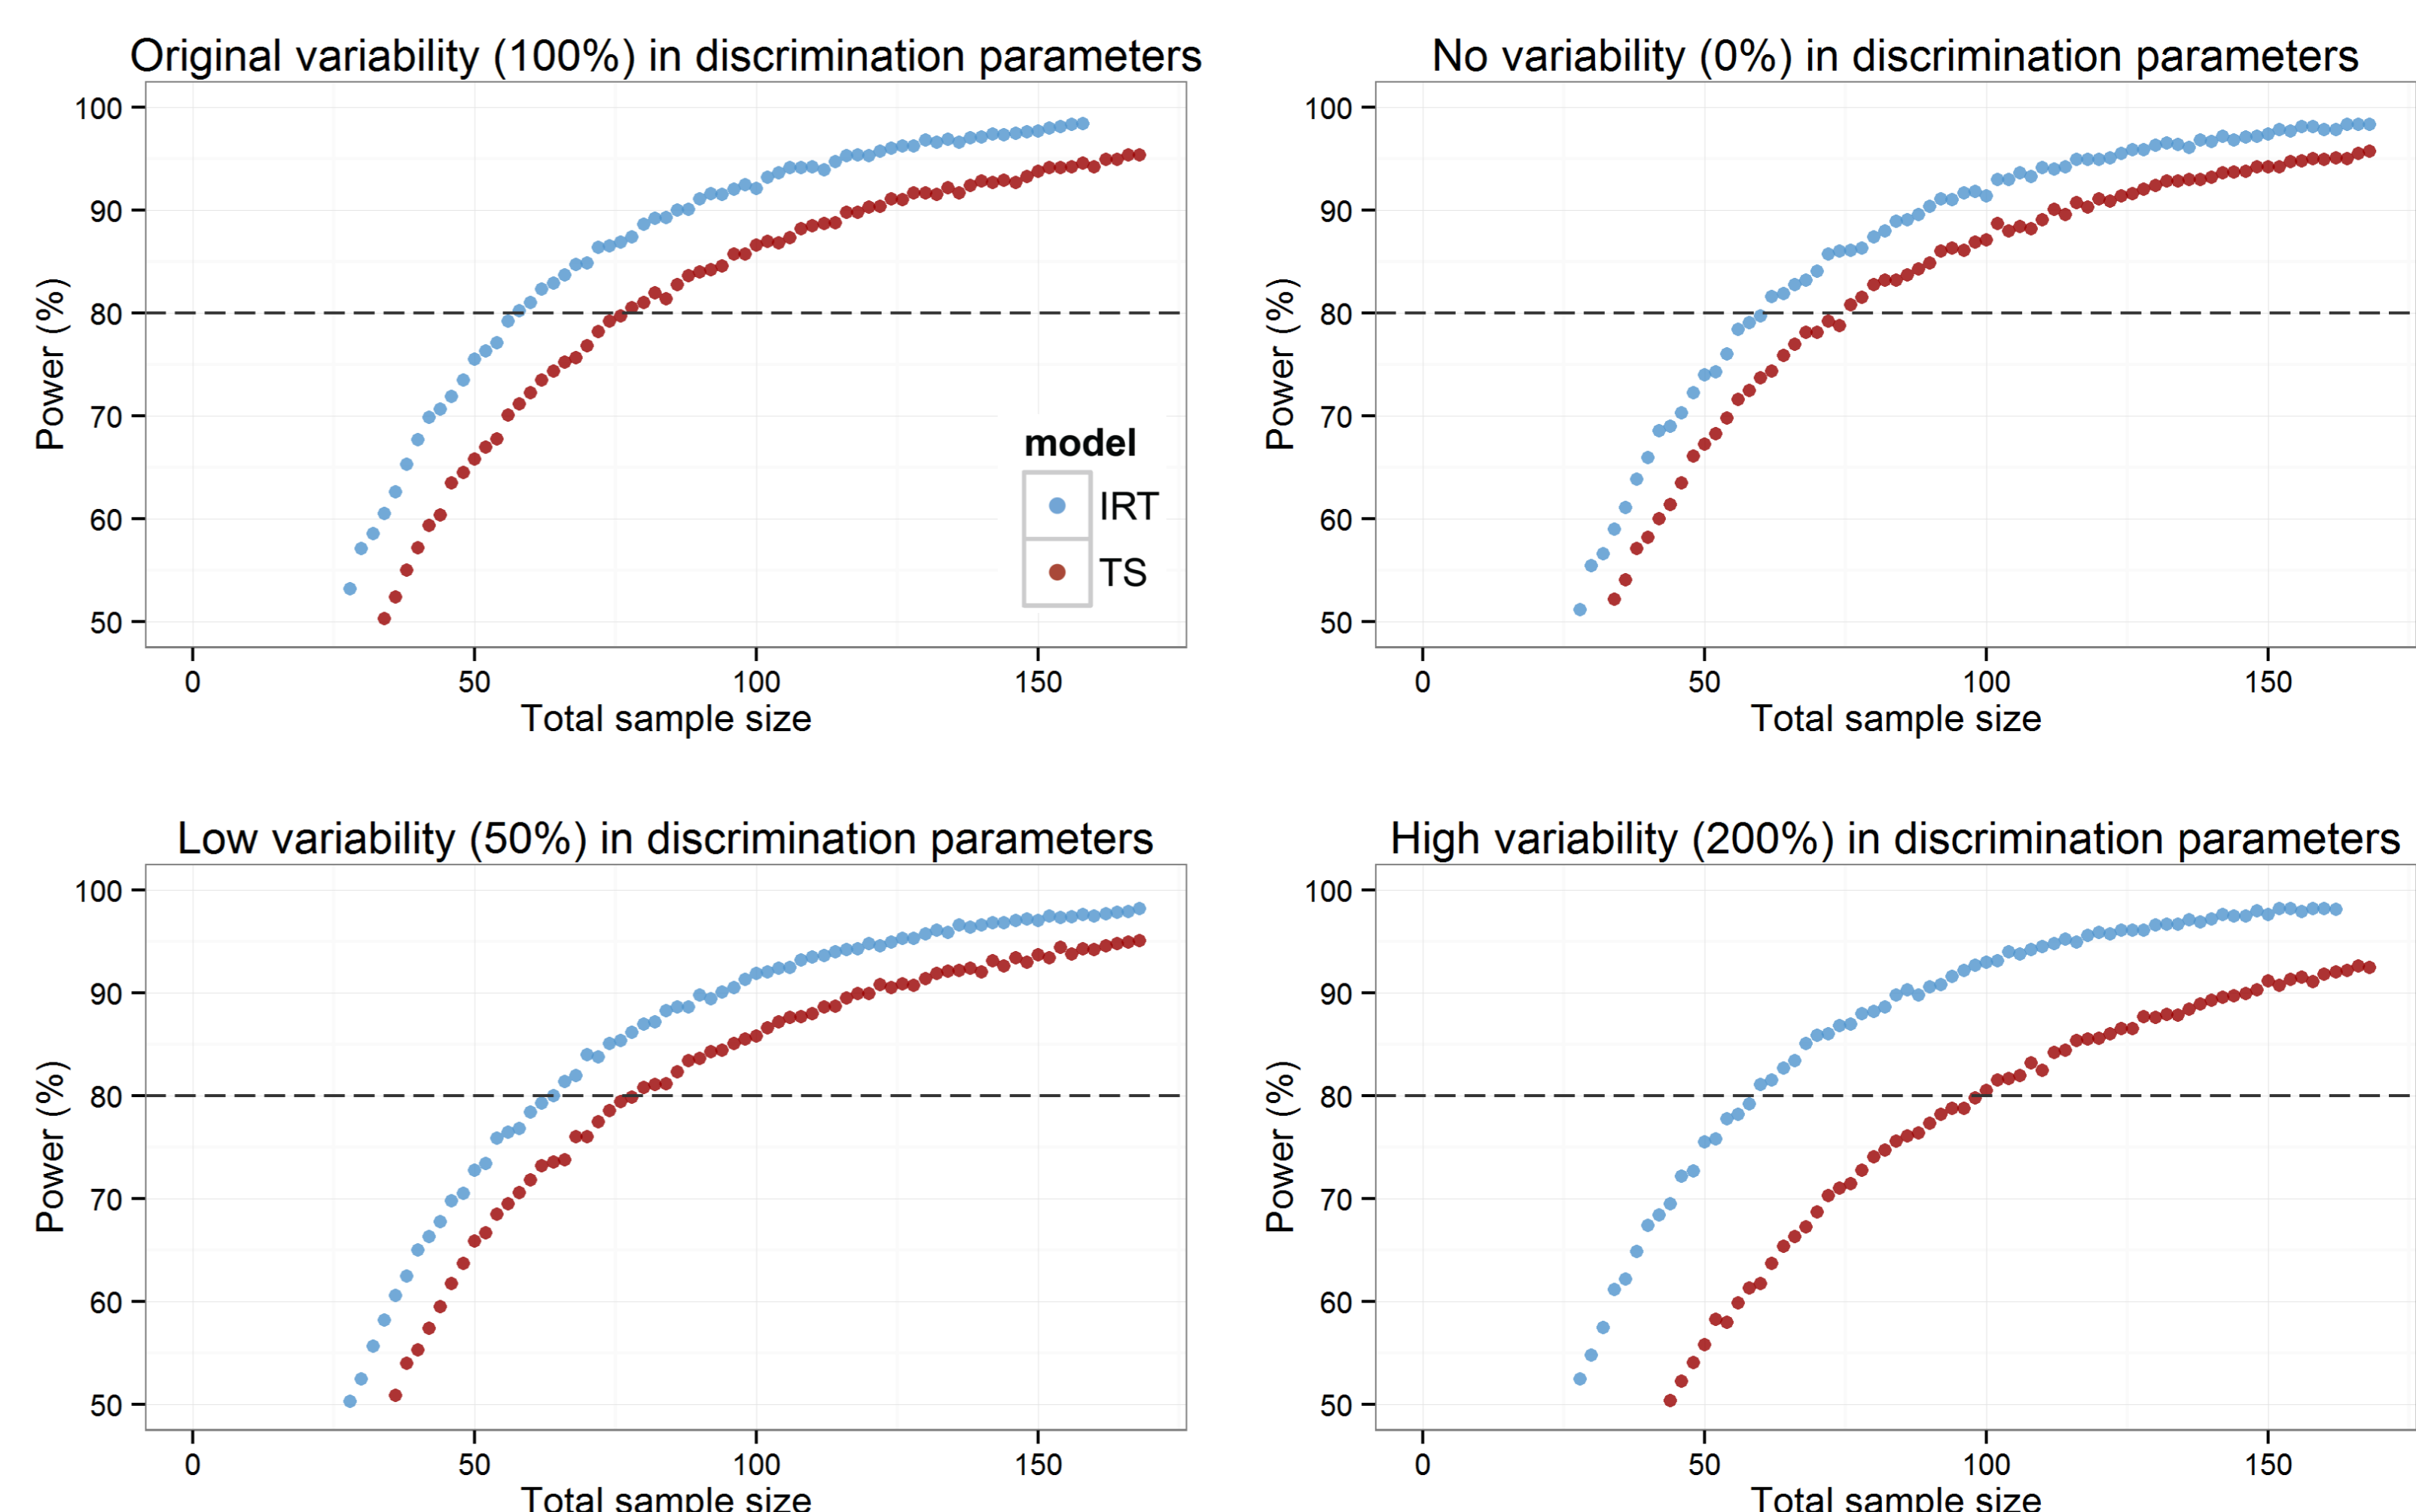 Original variability (100%) in discrimination parameters
100
90
80
70
60
50
Power (%)
model
IRT
TS
0 50 100 150
Total sample size
No variability (0%) in discrimination parameters
100
90
80
70
60
50
Power (%)
0 50 100 150
Total sample size
Low variability (50%) in discrimination parameters
100
90
80
70
60
50
Power (%)
0 50 100 150
Total sample size
High variability (200%) in discrimination parameters
100
90
80
70
60
50
Power (%)
0 50 100 150
Total sample size